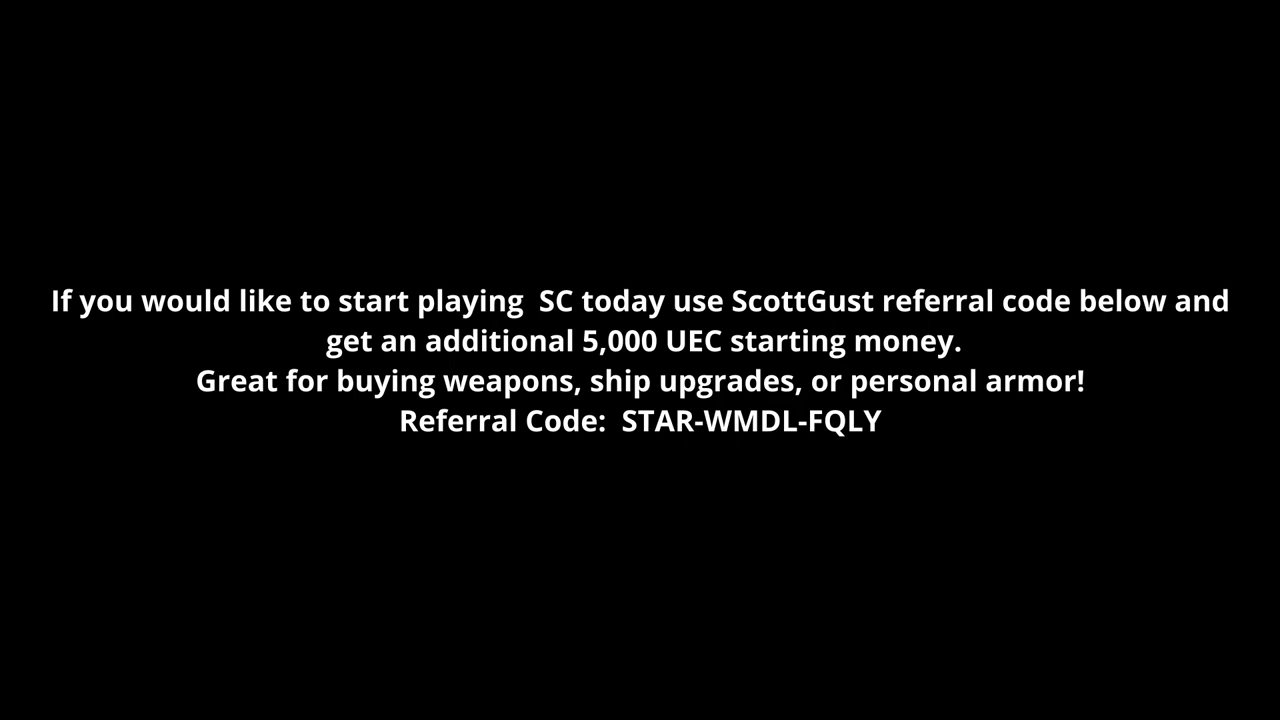 If you would like to start playing  SC today use ScottGust referral code below and
get an additional 5,000 UEC starting money.
Great for buying weapons, ship upgrades, or personal armor!
Referral Code:  STAR-WMDL-FQLY